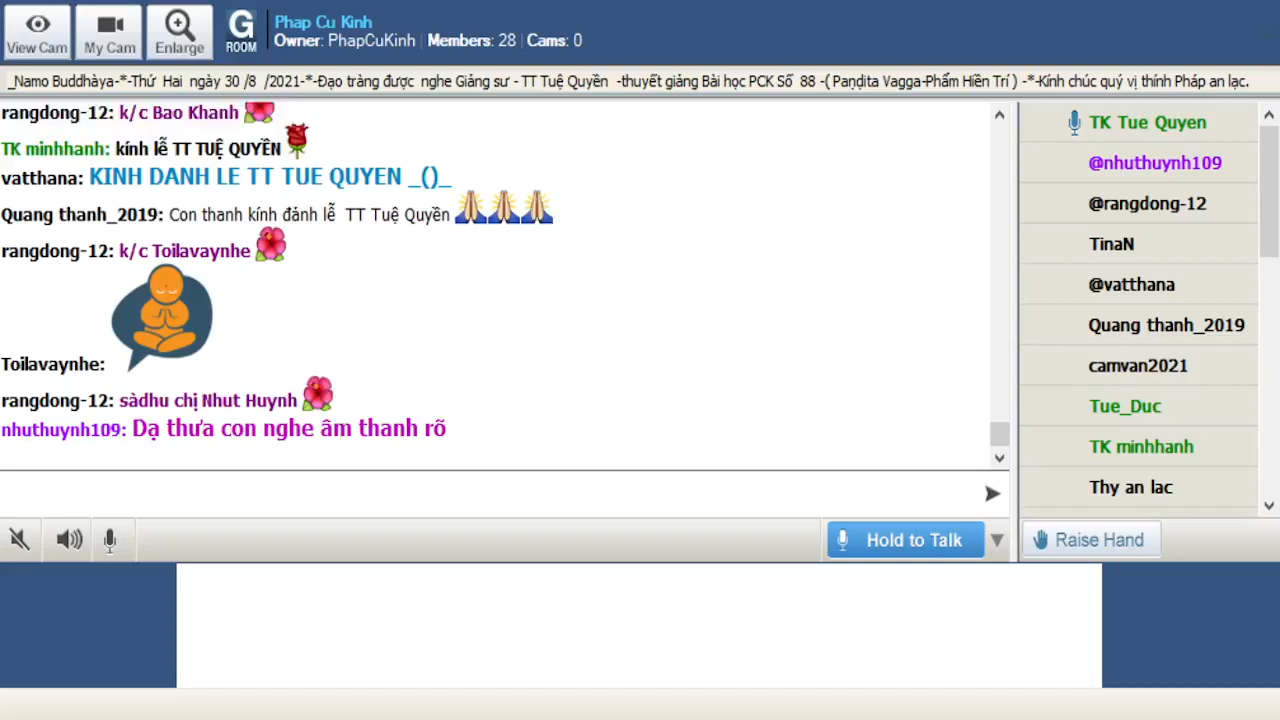 View Cam
My Cam
Enlarge
G
ROOM
Phap Cu Kinh
Owner: PhapCuKinh | Members: 28 | Cams: 0
_Namo Buddhàya-*-Thứ Hai ngày 30 /8 /2021-*-Đạo tràng được nghe Giảng sư - TT Tuệ Quyền -thuyết giảng Bài học PCK Số 88 -( Paṇḍita Vagga-Phẩm Hiền Trí ) -*-Kính chúc quý vị thính Pháp an lạc.
rangdong-12: k/c Bao Khanh
TK minhhanh: kính lễ TT TUỆ QUYỀN
vatthana: KINH DANH LE TT TUE QUYEN _()_
Quang thanh_2019: Con thanh kính đảnh lễ TT Tuệ Quyền
rangdong-12: k/c Toilavaynhe
Toilavaynhe:
rangdong-12: sàdhu chị Nhut Huynh
nhuthuynh109: Dạ thưa con nghe âm thanh rõ
TK Tue Quyen
@nhuthuynh109
@rangdong-12
TinaN
@vatthana
Quang thanh_2019
camvan2021
Tue_Duc
TK minhhanh
Thy an lac
Hold to Talk
Raise Hand